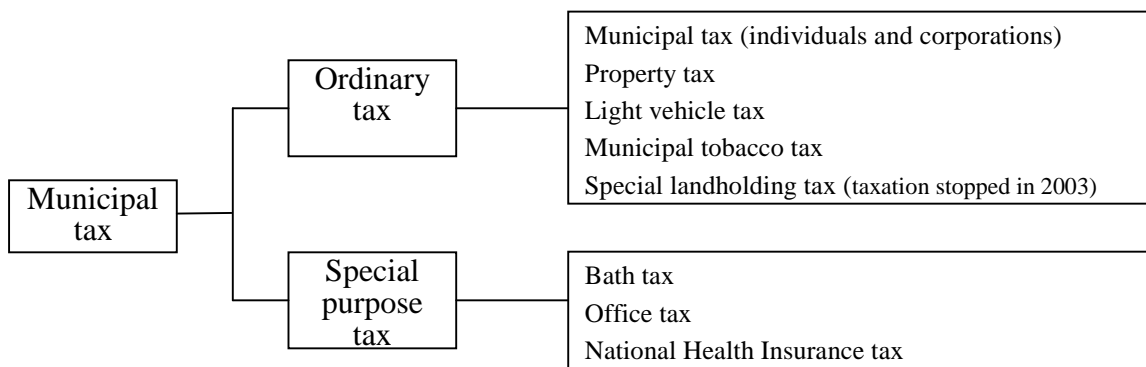 Municipal
tax
Ordinary
tax
Municipal tax (individuals and corporations)
Property tax
Light vehicle tax
Municipal tobacco tax
Special landholding tax (taxation stopped in 2003)
Special
purpose
tax
Bath tax
Office tax
National Health Insurance tax